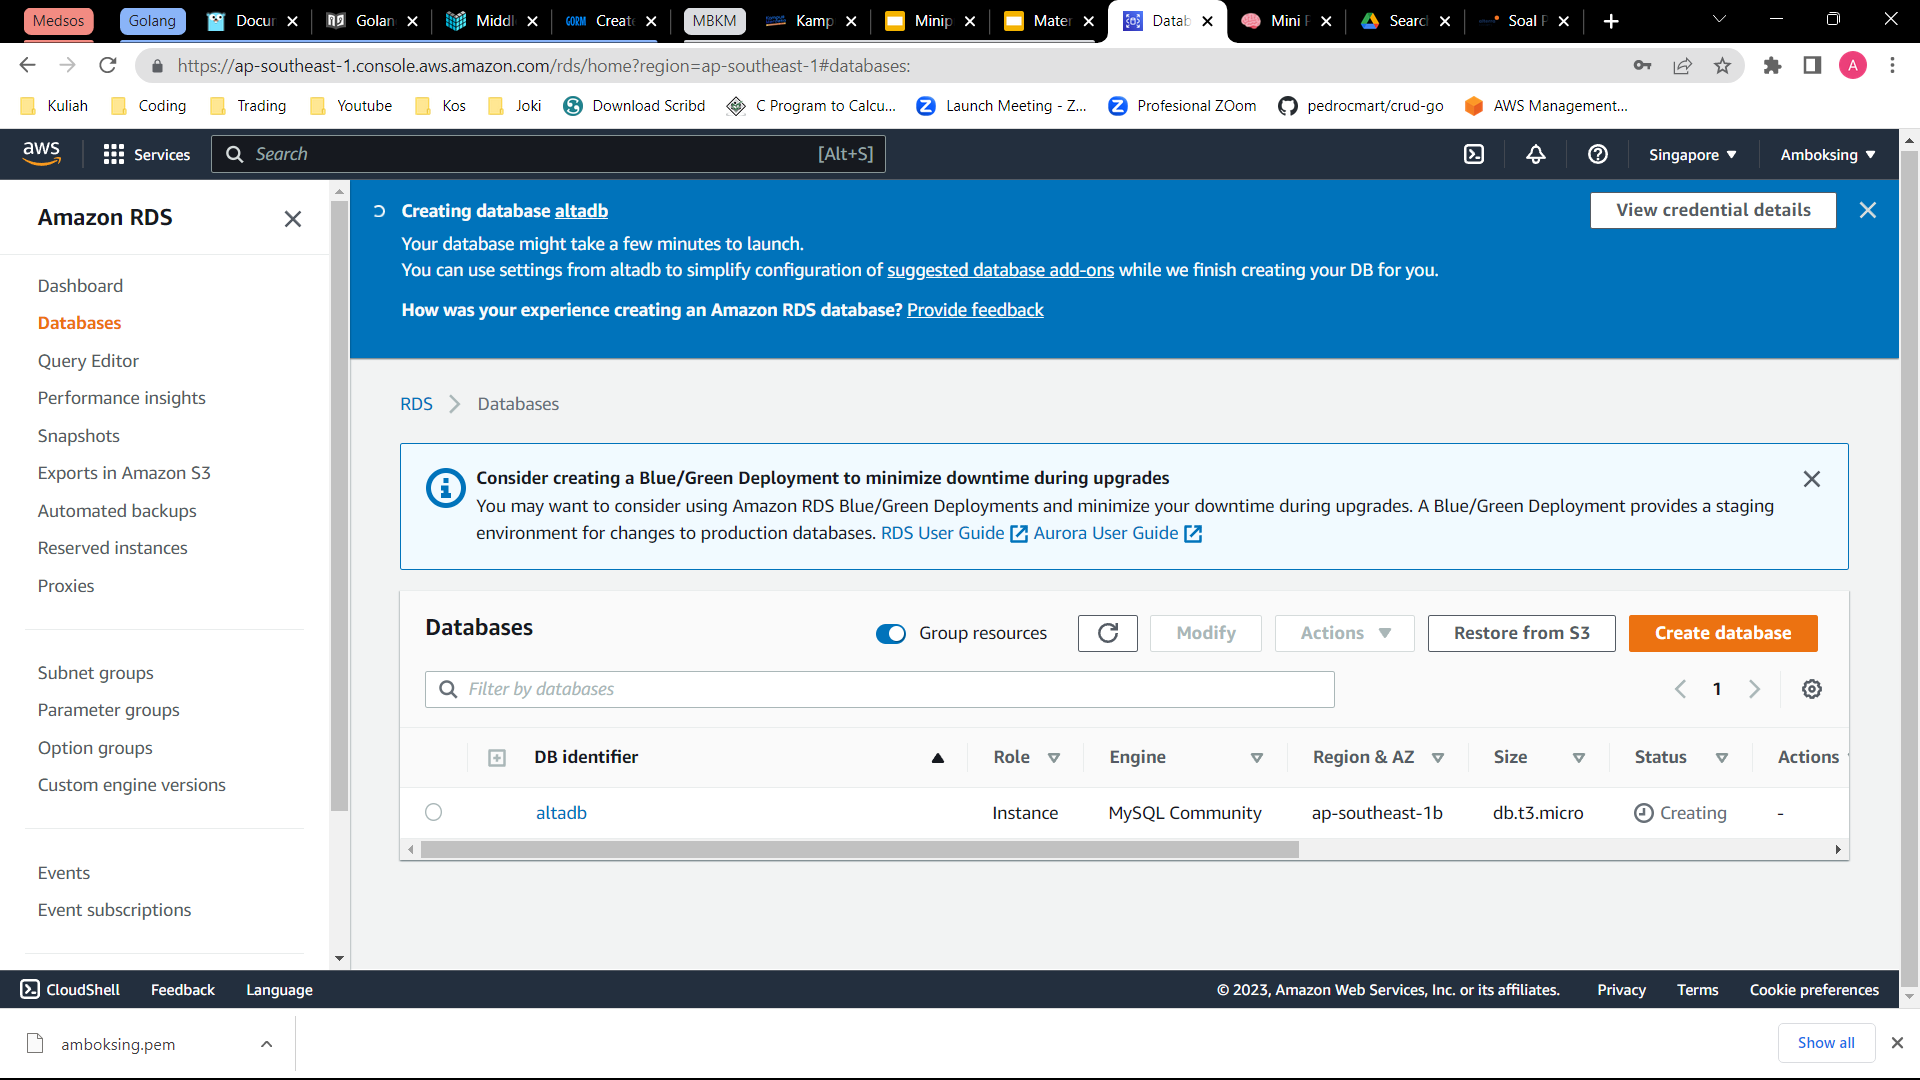 Medsos
Golang
Docur
Golan
Middl
GORM Create
MBKM
Kamp
Minip
Mater
Datab
Mini P
Search
Soal P
https://ap-southeast-1.console.aws.amazon.com/rds/home?region=ap-southeast-1#databases:
A
Kuliah
Coding
Trading
Youtube
Kos
Joki
Download Scribd
C Program to Calcu...
Launch Meeting - Z...
Profesional ZOom
pedrocmart/crud-go
AWS Management...
aws
Services
Search [Alt+S]
Singapore
Amboksing
Amazon RDS
Dashboard
Databases
Query Editor
Performance insights
Snapshots
Exports in Amazon S3
Automated backups
Reserved instances
Proxies
Subnet groups
Parameter groups
Option groups
Custom engine versions
Events
Event subscriptions
Creating database altadb
View credential details
Your database might take a few minutes to launch.
You can use settings from altadb to simplify configuration of suggested database add-ons while we finish creating your DB for you.
How was your experience creating an Amazon RDS database? Provide feedback
RDS
Databases
Consider creating a Blue/Green Deployment to minimize downtime during upgrades
You may want to consider using Amazon RDS Blue/Green Deployments and minimize your downtime during upgrades. A Blue/Green Deployment provides a staging
environment for changes to production databases. RDS User Guide Aurora User Guide
Databases
Group resources
Modify
Actions
Restore from S3
Create database
Filter by databases
1
DB identifier Role Engine Region & AZ Size Status Actions
altadb Instance MySQL Community ap-southeast-1b db.t3.micro Creating -
CloudShell
Feedback
Language
© 2023, Amazon Web Services, Inc. or its affiliates.
Privacy
Terms
Cookie preferences
amboksing.pem
Show all